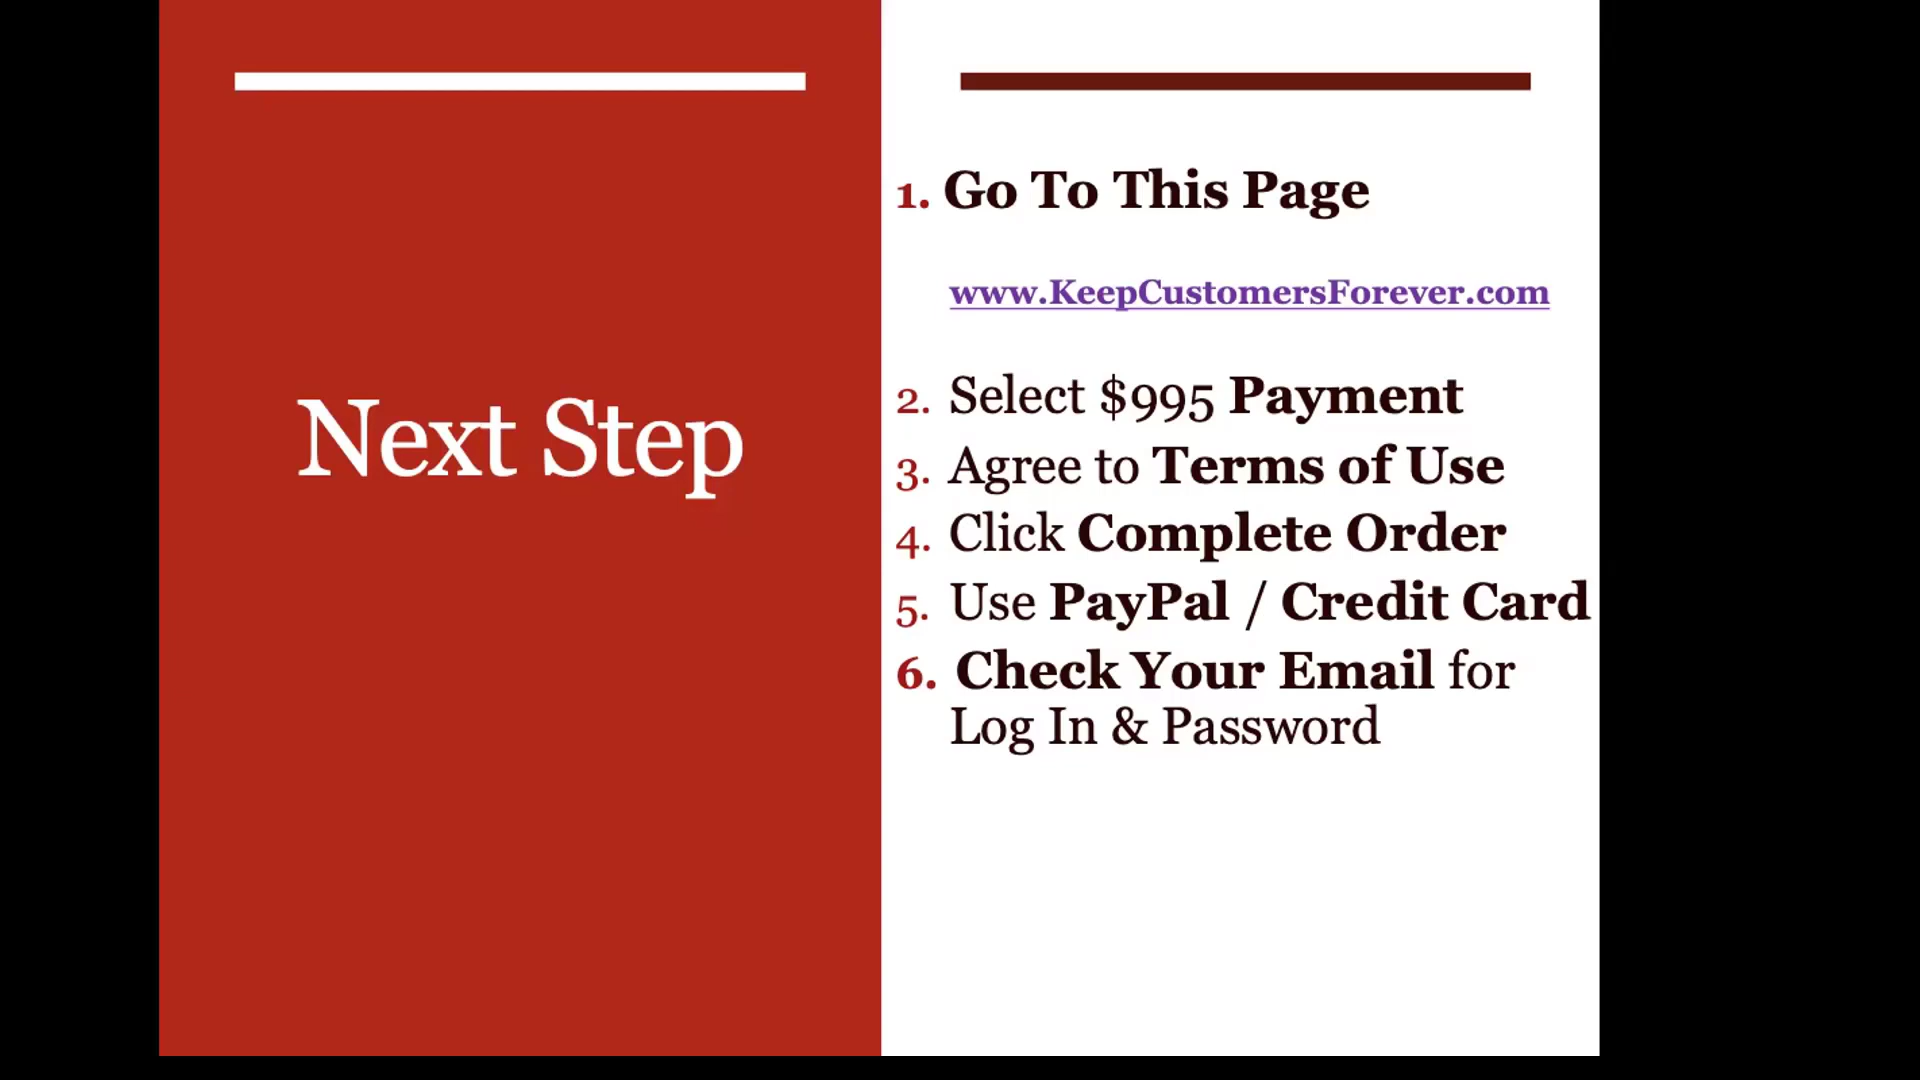 Next Step
1. Go To This Page
www.KeepCustomersForever.com
2. Select $995 Payment
3. Agree to Terms of Use
4. Click Complete Order
5. Use PayPal / Credit Card
6. Check Your Email for
Log In & Password